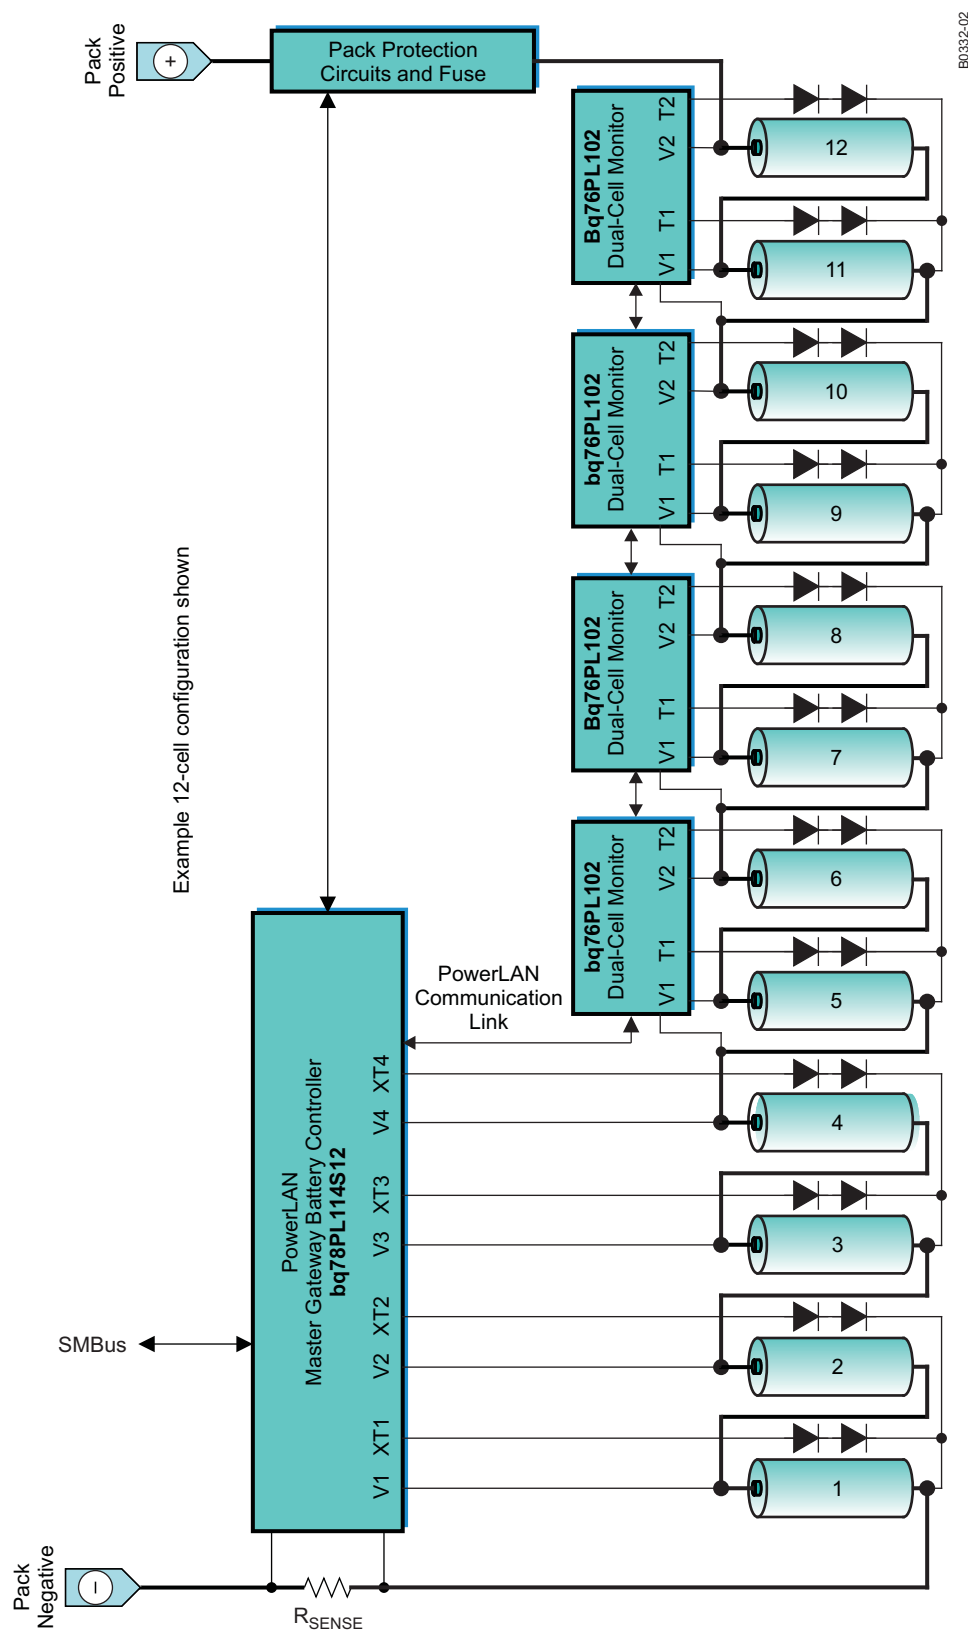 B0332-02
Pack
Positive
Pack Protection
Circuits and Fuse
Bq76PL102
Dual-Cell Monitor
V1
T1
V2
T2
12
11
bq76PL102
Dual-Cell Monitor
V1
T1
V2
T2
10
9
Example 12-cell configuration shown
Bq76PL102
Dual-Cell Monitor
V1
T1
V2
T2
8
7
bq76PL102
Dual-Cell Monitor
V1
T1
V2
T2
6
5
PowerLAN
Communication
Link
PowerLAN
Master Gateway Battery Controller
bq78PL114S12
V1
XT1
V2
XT2
V3
XT3
V4
XT4
4
3
2
1
SMBus
Pack
Negative
RSENSE
+
–